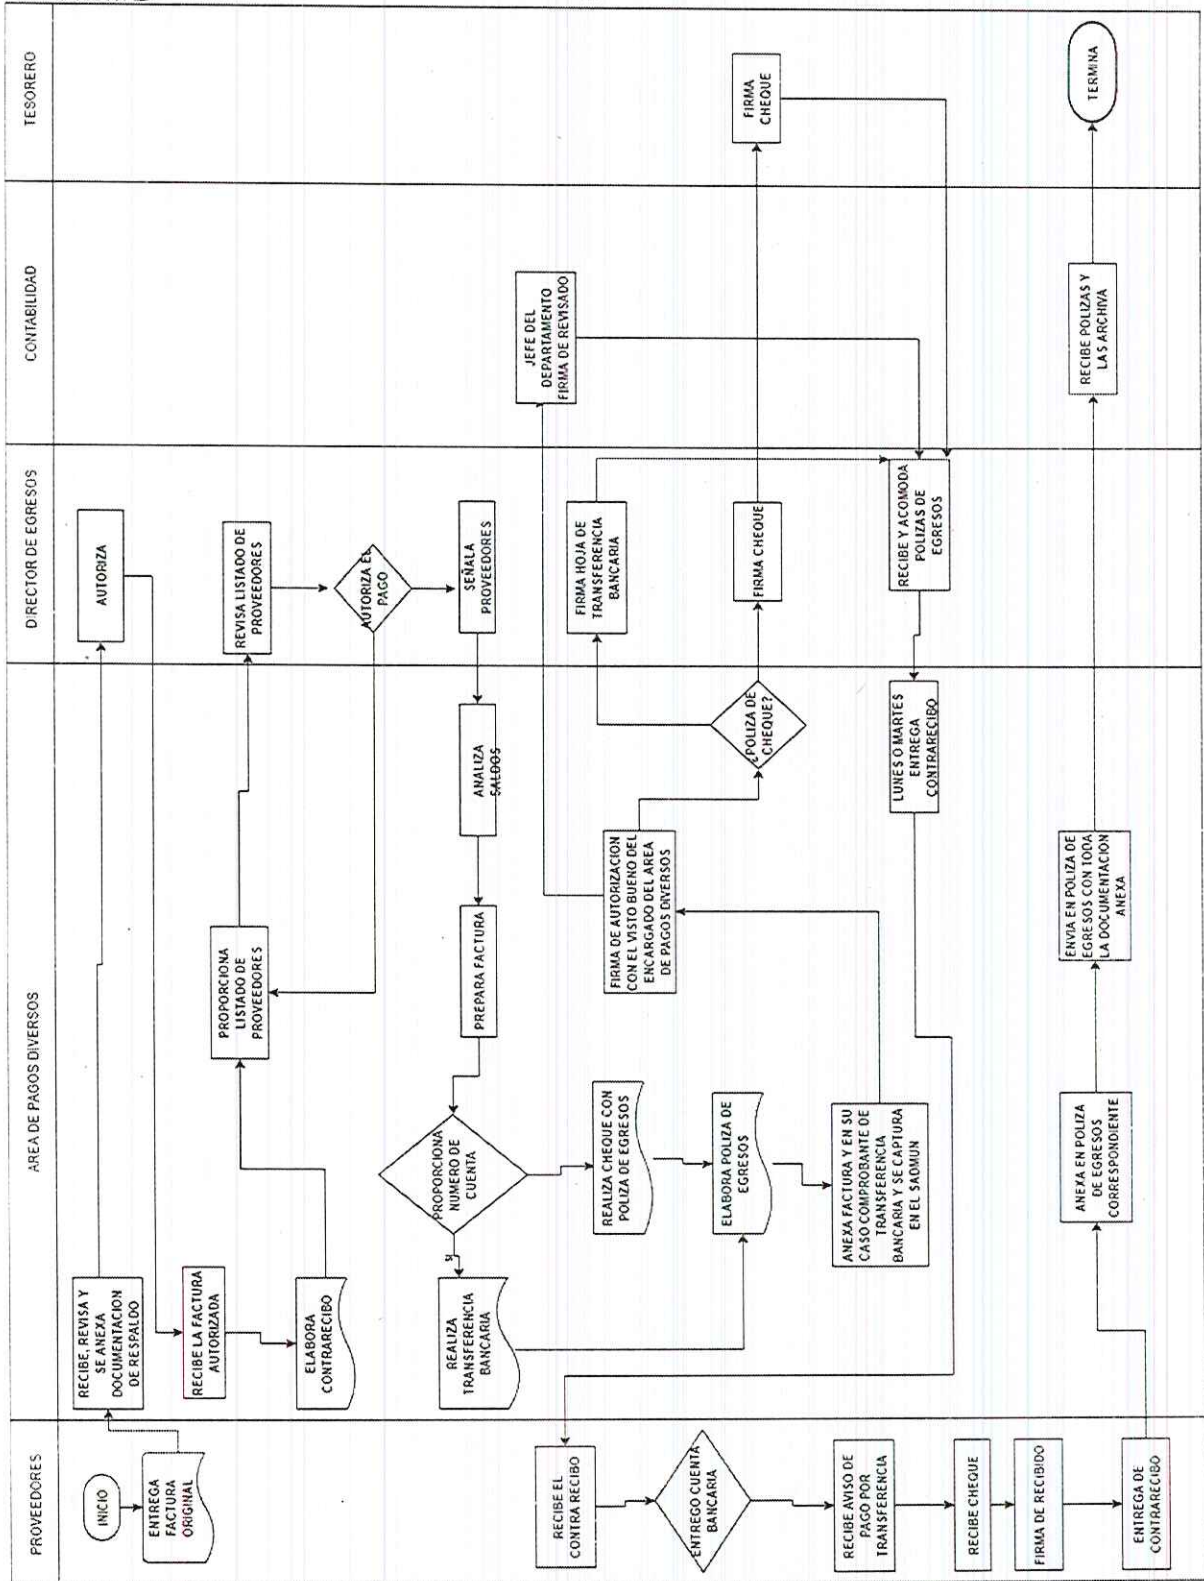 PROVEEDORES
AREA DE PAGOS DIVERSOS
DIRECTOR DE EGRESOS
CONTABILIDAD
TESORERO
INICIO
ENTREGA
FACTURA
ORIGINAL
RECIBE, REVISA Y
SE ANEXA
DOCUMENTACION
DE RESPALDO
AUTORIZA
RECIBE LA FACTURA
AUTORIZADA
ELABORA
CONTRARECIBO
PROPORCIONA
LISTADO DE
PROVEEDORES
REVISA LISTADO DE
PROVEEDORES
AUTORIZA EL
PAGO
SEÑALA
PROVEEDORES
ANALIZA
SALDOS
PREPARA FACTURA
PROPORCIONA
NUMERO DE
CUENTA
SI
REALIZA
TRANSFERENCIA
BANCARIA
REALIZA CHEQUE CON
POLIZA DE EGRESOS
ELABORA POLIZA DE
EGRESOS
ANEXA FACTURA Y EN SU
CASO COMPROBANTE DE
TRANSFERENCIA
BANCARIA Y SE CAPTURA
EN EL SADMUN
FIRMA DE AUTORIZACION
CON EL VISTO BUENO DEL
ENCARGADO DEL AREA
DE PAGOS DIVERSOS
JEFE DEL
DEPARTAMENTO
FIRMA DE REVISADO
¿POLIZA DE
CHEQUE?
FIRMA HOJA DE
TRANSFERENCIA
BANCARIA
FIRMA CHEQUE
FIRMA
CHEQUE
RECIBE Y ACOMODA
POLIZAS DE
EGRESOS
LUNES O MARTES
ENTREGA
CONTRARECIBO
RECIBE EL
CONTRA RECIBO
ENTREGO CUENTA
BANCARIA
RECIBE AVISO DE
PAGO POR
TRANSFERENCIA
RECIBE CHEQUE
FIRMA DE RECIBIDO
ENTREGA DE
CONTRARECIBO
ANEXA EN POLIZA
DE EGRESOS
CORRESPONDIENTE
ENVIA EN POLIZA DE
EGRESOS CON TODA
LA DOCUMENTACION
ANEXA
RECIBE POLIZAS Y
LAS ARCHIVA
TERMINA